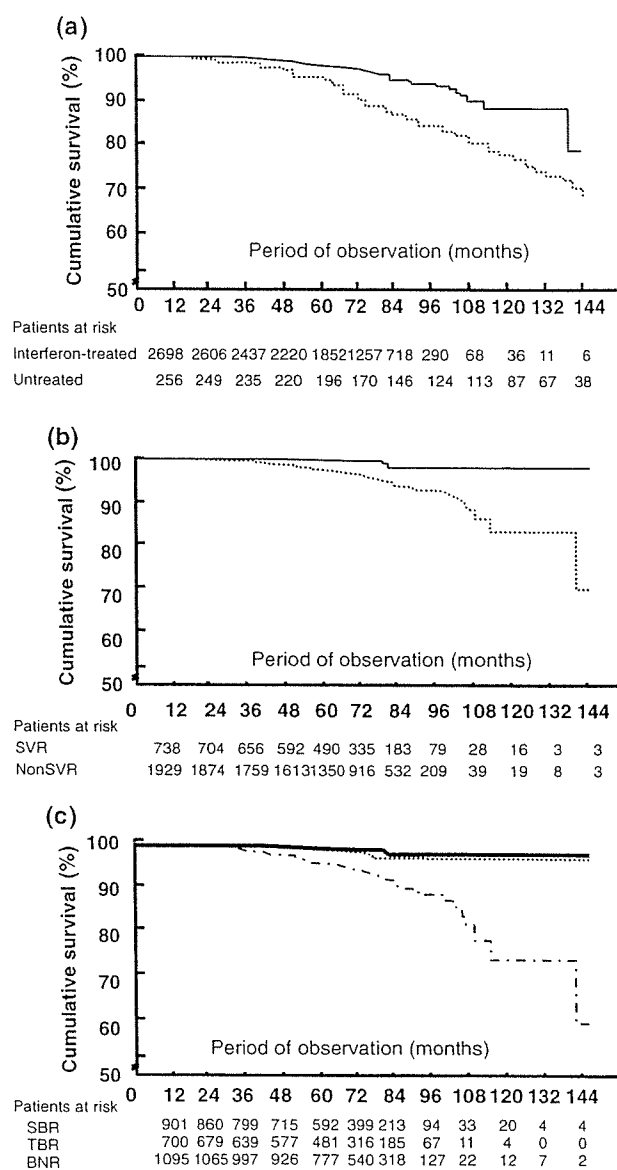 (a)
Cumulative survival (%)
100
90
80
70
60
50
Period of observation (months)
0 12 24 36 48 60 72 84 96 108 120 132 144
Patients at risk
Interferon-treated 2698 2606 2437 2220 1852 1257 718 290 68 36 11 6
Untreated 256 249 235 220 196 170 146 124 113 87 67 38
(b)
Cumulative survival (%)
100
90
80
70
60
50
Period of observation (months)
0 12 24 36 48 60 72 84 96 108 120 132 144
Patients at risk
SVR 738 704 656 592 490 335 183 79 28 16 3 3
NonSVR 1929 1874 1759 1613 1350 916 532 209 39 19 8 3
(c)
Cumulative survival (%)
100
90
80
70
60
50
Period of observation (months)
0 12 24 36 48 60 72 84 96 108 120 132 144
Patients at risk
SBR 901 860 799 715 592 399 213 94 33 20 4 4
TBR 700 679 639 577 481 316 185 67 11 4 0 0
BNR 1095 1065 997 926 777 540 318 127 22 12 7 2